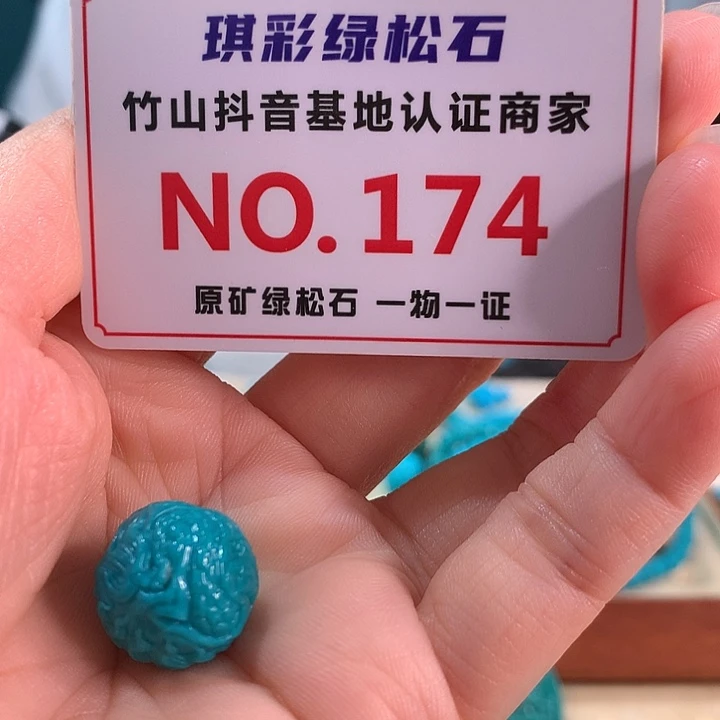 琪彩绿松石
竹山抖音基地认证商家
NO.174
原矿绿松石 一物一证